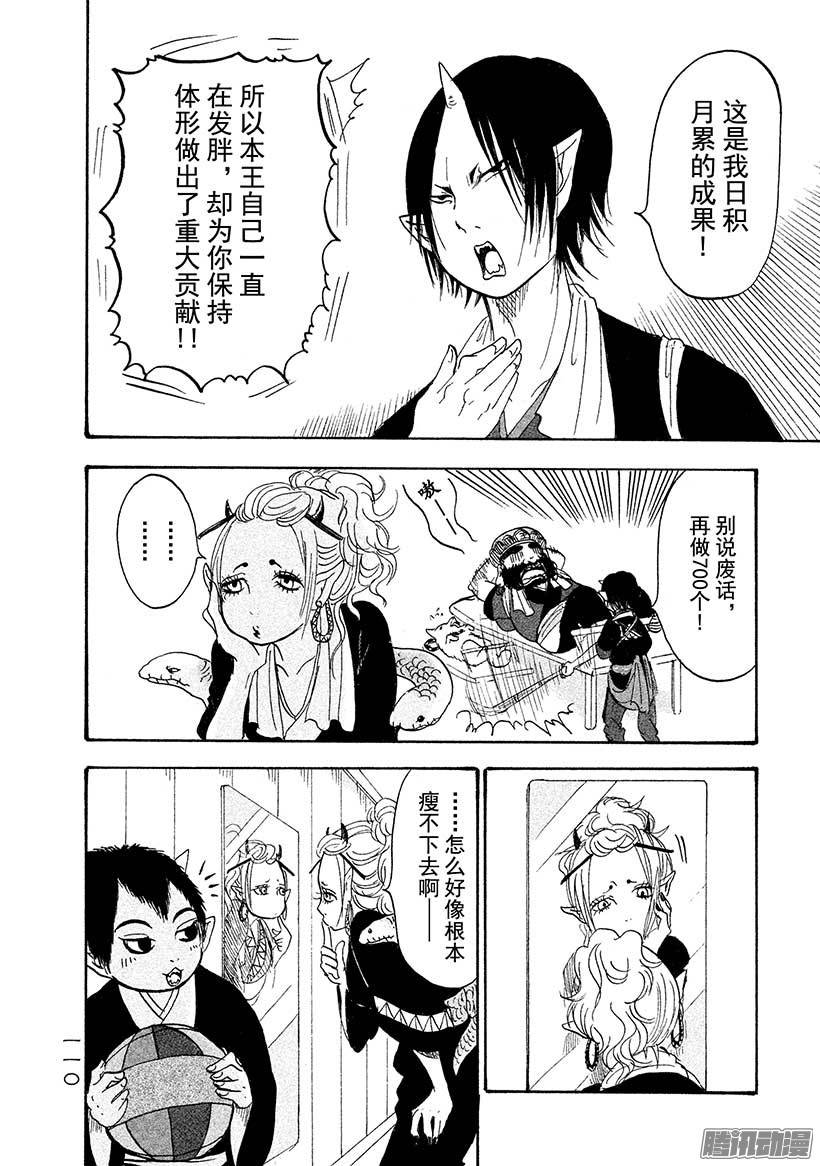 这是我日积
月累的成果！
所以本王自己一直
在发胖，却为你保持
体形做出了重大贡献!!
别说废话，
再做700个！
嗷—
……
……怎么好像根本
瘦不下去啊——
110
腾讯动漫